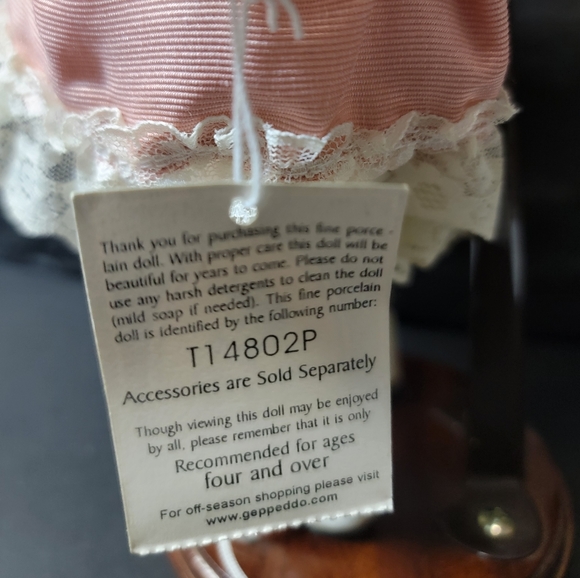 Thank you for purchasing this fine porce -
lain doll. With proper care this doll will be
beautiful for years to come. Please do not
use any harsh detergents to clean the doll
(mild soap if needed). This fine porcelain
doll is identified by the following number:
T14802P
Accessories are Sold Separately
Though viewing this doll may be enjoyed
by all, please remember that it is only
Recommended for ages
four and over
For off-season shopping please visit
www.geppeddo.com